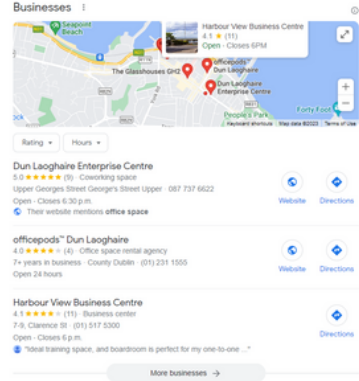 Businesses
Seapoint
Beach
Harbour View Business Centre
4.1 ★ (11)
Open · Closes 6PM
The Glasshouses GH2
officepods™
Dun Laoghaire
Dun Laoghaire
Enterprise Centre
People's Park
Forty Foot
Keyboard shortcuts Map data ©2023 Terms of Use
Rating
Hours
Dun Laoghaire Enterprise Centre
5.0 ★★★★★ (9) · Coworking space
Upper Georges Street George's Street Upper · 087 737 6622
Open · Closes 6:30 p.m.
Their website mentions office space
Website
Directions
officepods™ Dun Laoghaire
4.0 ★★★★★ (4) · Office space rental agency
7+ years in business · County Dublin · (01) 231 1555
Open 24 hours
Website
Directions
Harbour View Business Centre
4.1 ★★★★★ (11) · Business center
7-9, Clarence St · (01) 517 5300
Open · Closes 6 p.m.
"Ideal training space, and boardroom is perfect for my one-to-one ..."
Directions
More businesses →